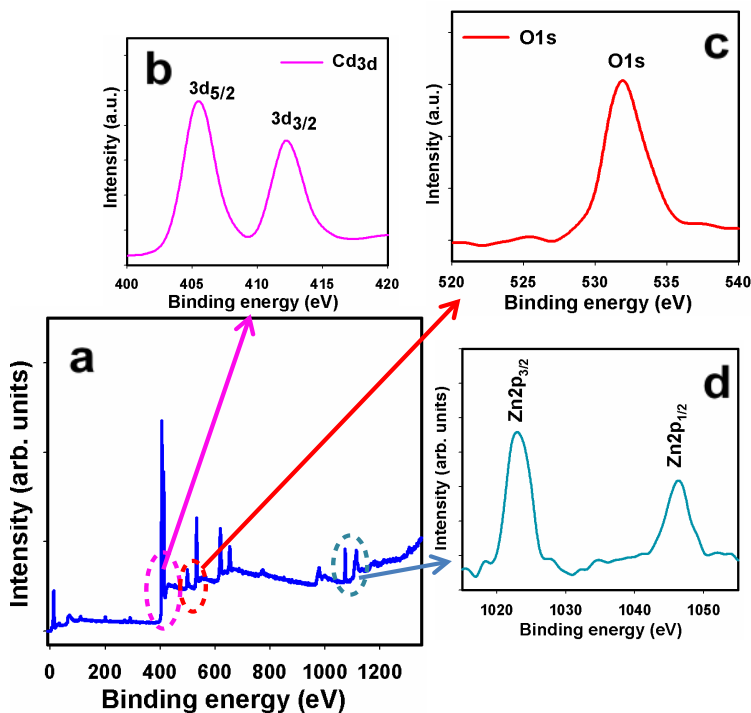 b
Cd3d
3d5/2
3d3/2
Intensity (a.u.)
400 405 410 415 420
Binding energy (eV)
c
O1s
O1s
Intensity (a.u.)
520 525 530 535 540
Binding energy (eV)
a
Intensity (arb. units)
0 200 400 600 800 1000 1200
Binding energy (eV)
d
Zn2p3/2
Zn2p1/2
Intensity (arb. units)
1020 1030 1040 1050
Binding energy (eV)